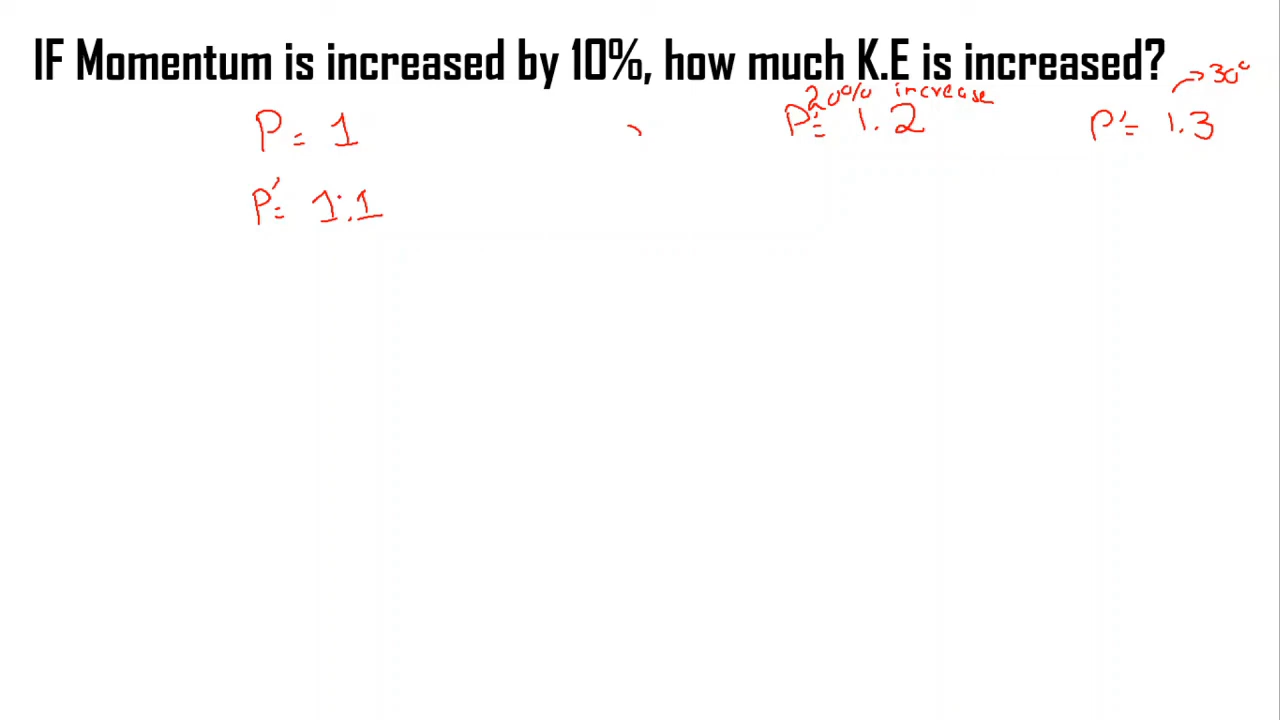 IF Momentum is increased by 10%, how much K.E is increased?
→ 30°
20% increase
P = 1
P' = 1.2
P' = 1.3
P' = 1.1